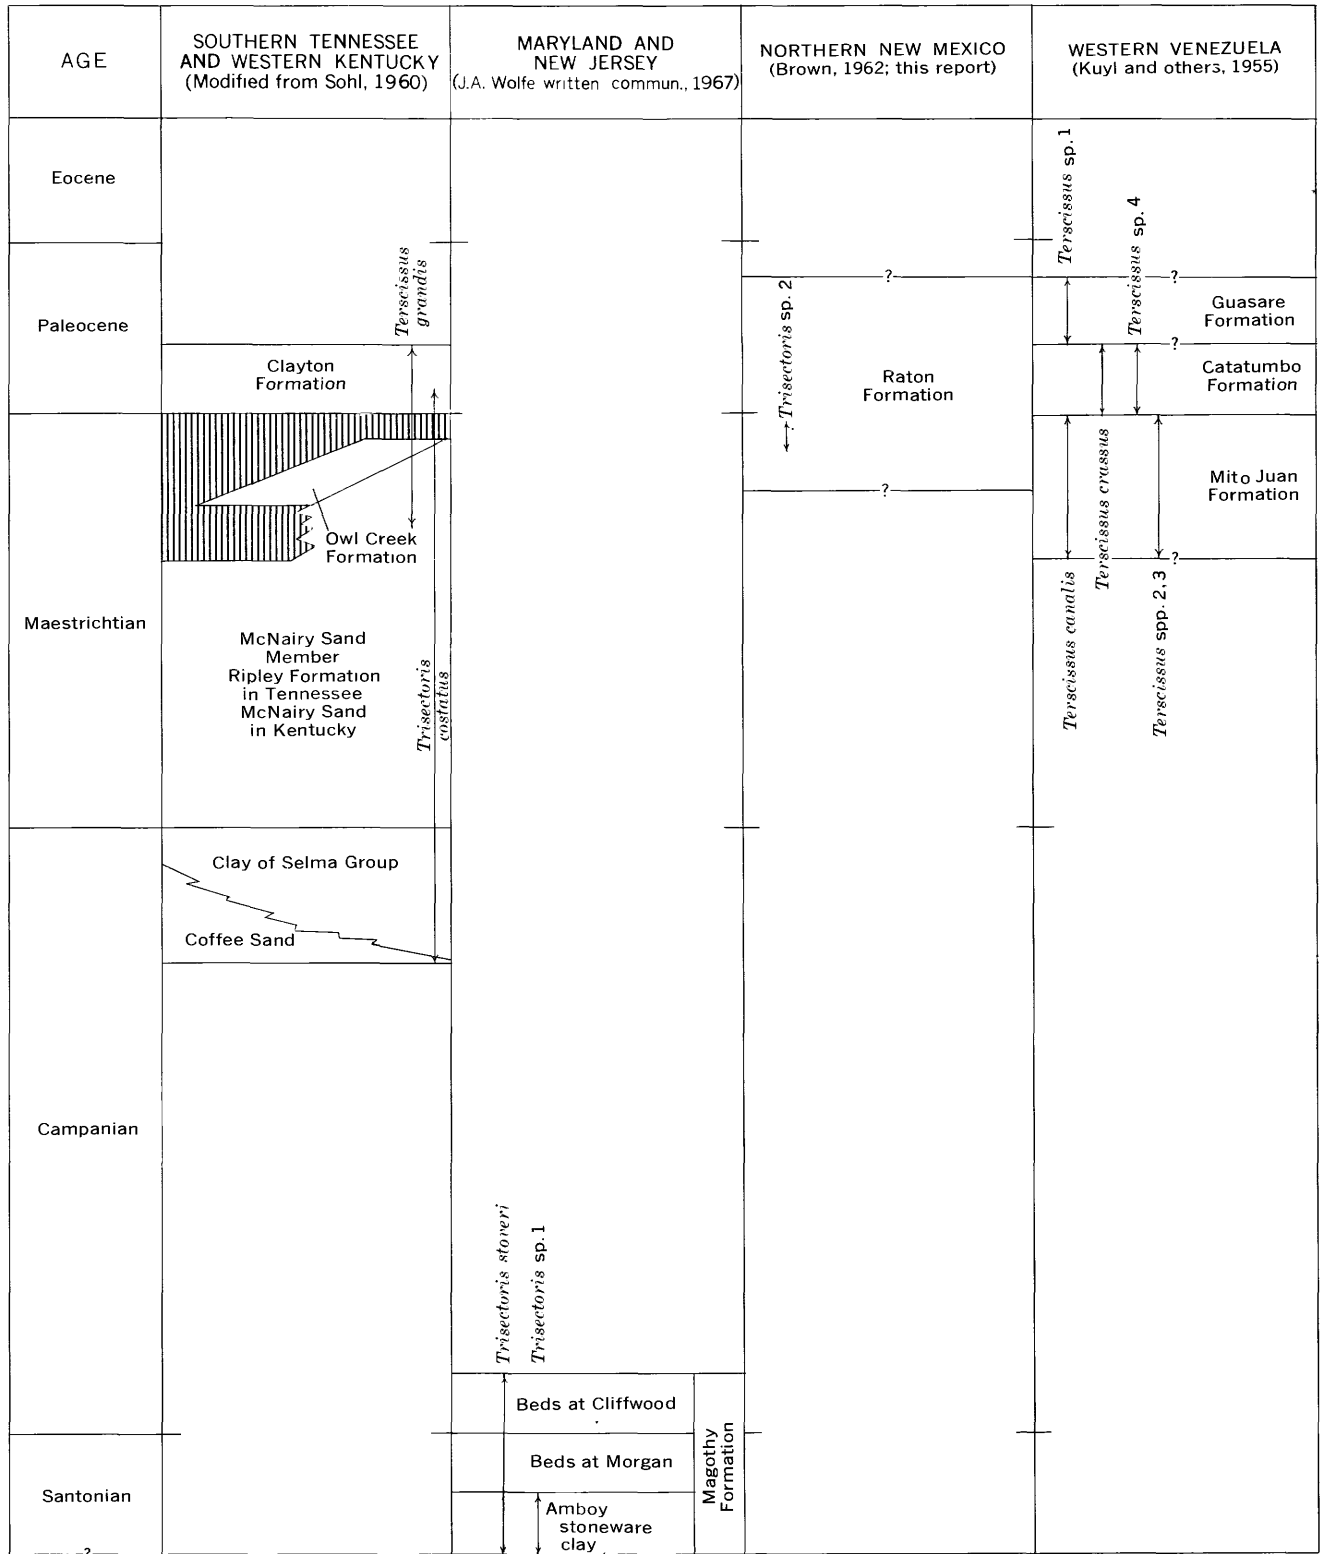 AGE
SOUTHERN TENNESSEE
AND WESTERN KENTUCKY
(Modified from Sohl, 1960)
MARYLAND AND
NEW JERSEY
(J.A. Wolfe written commun., 1967)
NORTHERN NEW MEXICO
(Brown, 1962; this report)
WESTERN VENEZUELA
(Kuyl and others, 1955)
Eocene
Paleocene
Maestrichtian
Campanian
Santonian
?
Terscissus
grandis
Clayton
Formation
Owl Creek
Formation
McNairy Sand
Member
Ripley Formation
in Tennessee
McNairy Sand
in Kentucky
Trisectoris
costatus
Clay of Selma Group
Coffee Sand
Trisectoris stoveri
Trisectoris sp. 1
Beds at Cliffwood
Beds at Morgan
Amboy
stoneware
clay
Magothy
Formation
?
Trisectoris sp. 2
?
Raton
Formation
?
Terscissus sp. 1
Terscissus sp. 4
?
Guasare
Formation
?
Catatumbo
Formation
Terscissus crassus
Mito Juan
Formation
?
Terscissus canalis
Terscissus spp. 2, 3